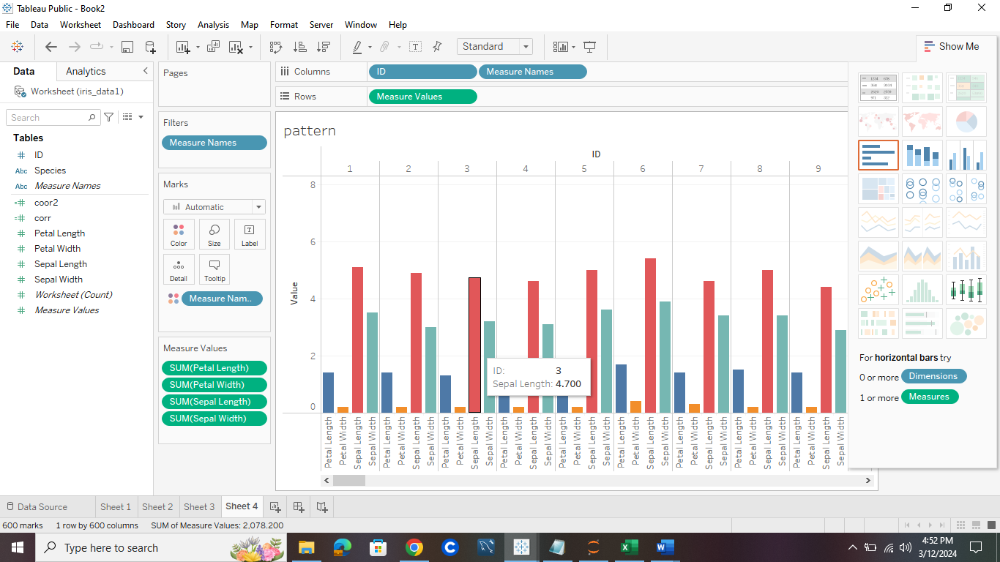 Tableau Public - Book2
File Data Worksheet Dashboard Story Analysis Map Format Server Window Help
Standard
Show Me
Data Analytics
Worksheet (iris_data1)
Search
Tables
# ID
Abc Species
Abc Measure Names
=# coor2
=# corr
# Petal Length
# Petal Width
# Sepal Length
# Sepal Width
# Worksheet (Count)
# Measure Values
Pages
Filters
Measure Names
Marks
Automatic
Color Size Label
Detail Tooltip
Measure Nam..
Measure Values
SUM(Petal Length)
SUM(Petal Width)
SUM(Sepal Length)
SUM(Sepal Width)
Columns ID Measure Names
Rows Measure Values
pattern
ID
1 2 3 4 5 6 7 8 9
8
6
4
2
0
Value
ID: 3
Sepal Length: 4.700
Petal Length Petal Width Sepal Length Sepal Width Petal Length Petal Width Sepal Length Sepal Width Petal Length Petal Width Sepal Length Sepal Width Petal Length Petal Width Sepal Length Sepal Width Petal Length Petal Width Sepal Length Sepal Width Petal Length Petal Width Sepal Length Sepal Width Petal Length Petal Width Sepal Length Sepal Width Petal Length Petal Width Sepal Length Sepal Width Petal Length Petal Width Sepal Length Sepal Width
For horizontal bars try
0 or more Dimensions
1 or more Measures
Data Source Sheet 1 Sheet 2 Sheet 3 Sheet 4
600 marks 1 row by 600 columns SUM of Measure Values: 2,078.200
Type here to search
4:52 PM
3/12/2024